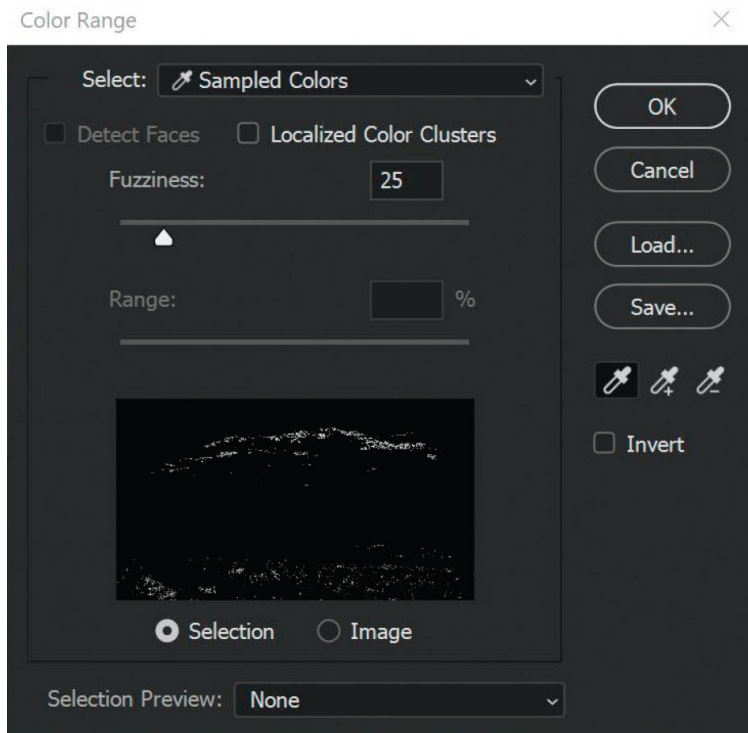 Color Range
Select: Sampled Colors
Detect Faces Localized Color Clusters
Fuzziness: 25
Range: %
Selection Image
Selection Preview: None
OK
Cancel
Load...
Save...
Invert